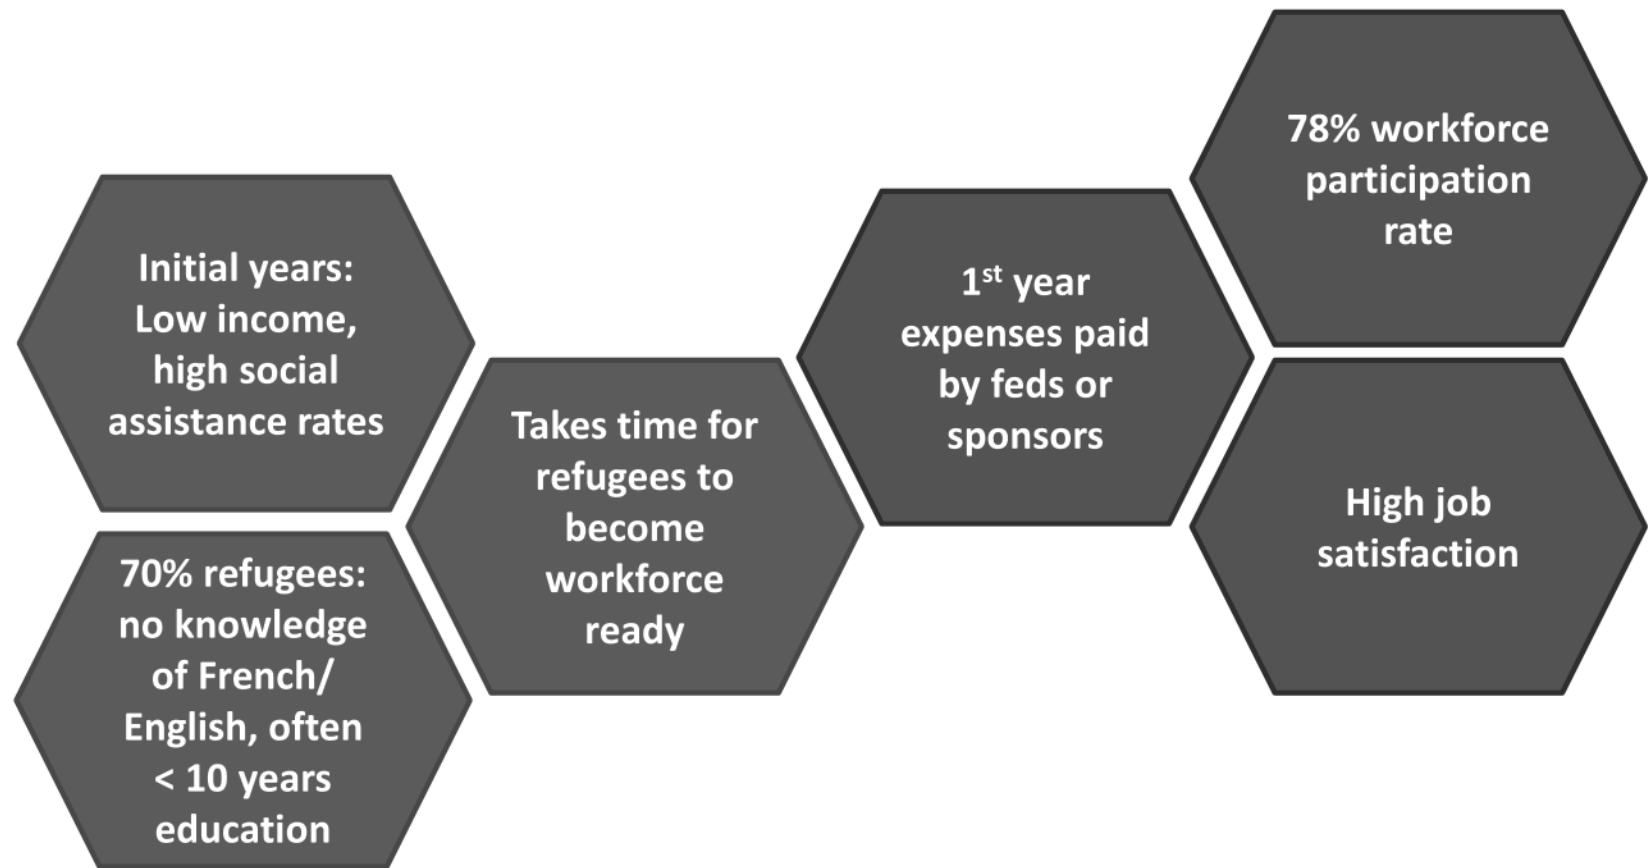 Initial years:
Low income,
high social
assistance rates
70% refugees:
no knowledge
of French/
English, often
< 10 years
education
Takes time for
refugees to
become
workforce
ready
1st year
expenses paid
by feds or
sponsors
78% workforce
participation
rate
High job
satisfaction